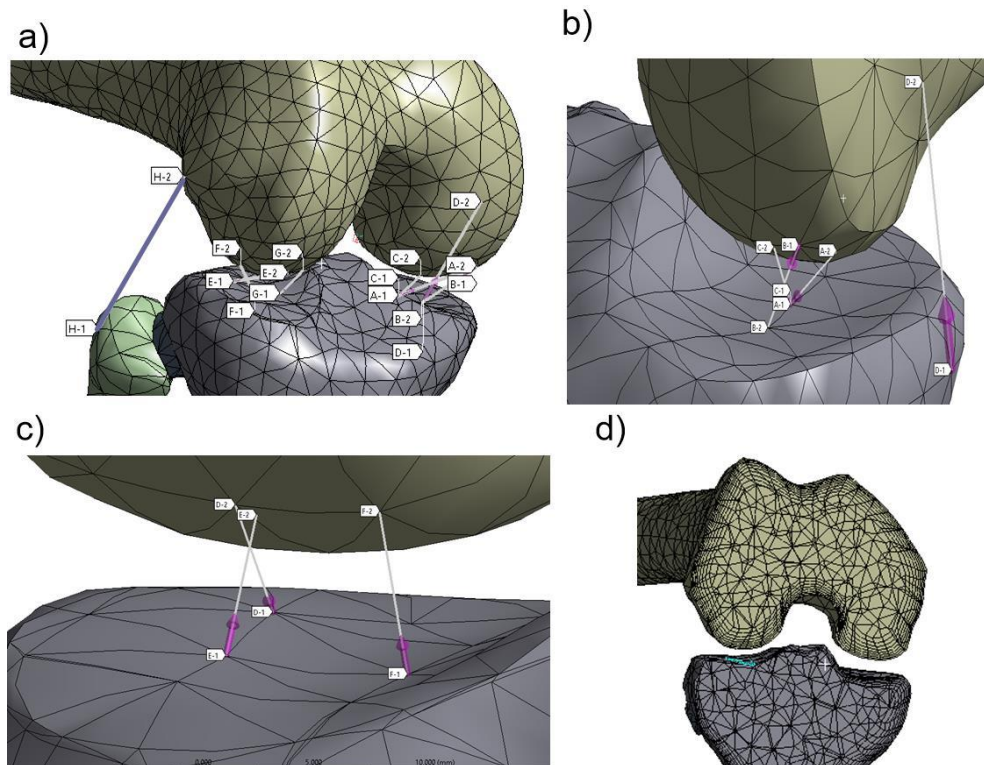 a)
H-2
H-1
F-2
G-2
E-2
E-1
G-1
F-1
D-2
C-2
A-2
C-1
B-1
A-1
B-2
D-1
b)
D-2
C-2
B-1
A-2
C-1
A-1
B-2
D-1
c)
D-2
E-2
F-2
D-1
E-1
F-1
0.000 5.000 10.000 (mm)
d)